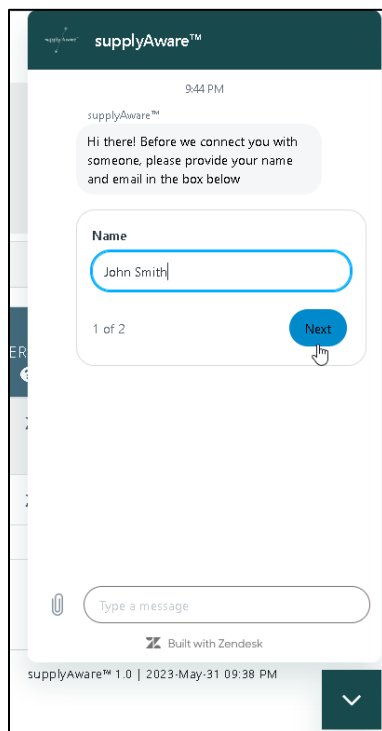 supplyAware™
supplyAware™
9:44 PM
supplyAware™
Hi there! Before we connect you with
someone, please provide your name
and email in the box below
Name
John Smith
1 of 2
Next
ER
Type a message
Built with Zendesk
supplyAware™ 1.0 | 2023-May-31 09:38 PM